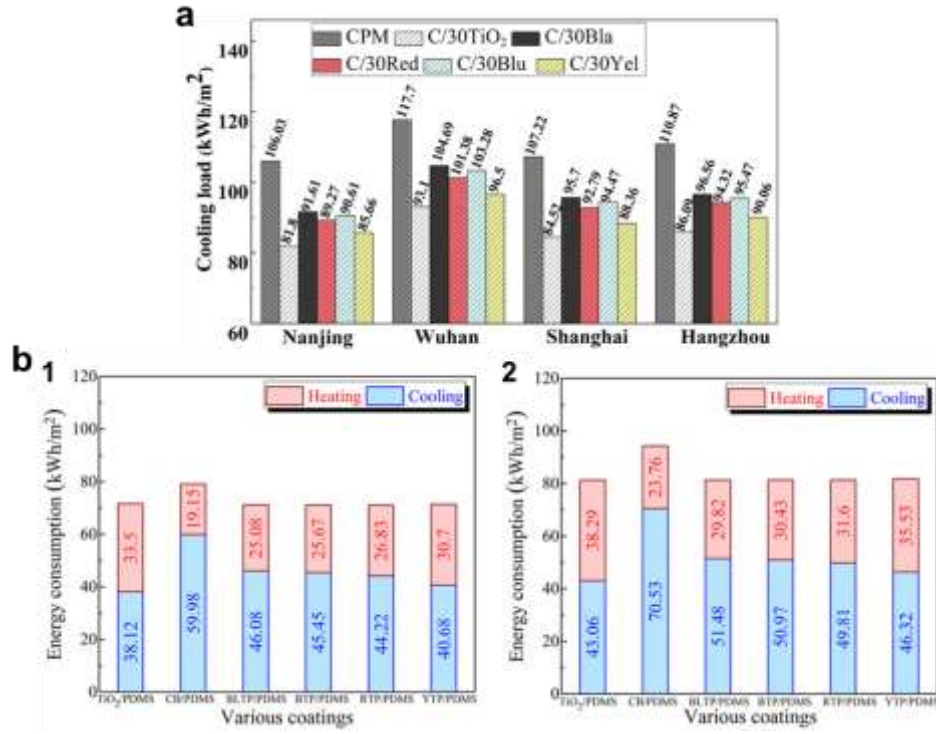 a
CPM C/30TiO₂ C/30Bla
C/30Red C/30Blu C/30Yel
Cooling load (kWh/m²)
140
120
100
80
60
106.03 81.8 91.61 89.27 90.61 85.66
117.7 93.1 104.69 101.38 103.28 96.5
107.22 84.52 95.7 92.79 94.47 88.36
110.87 86.09 96.56 94.32 95.47 90.06
Nanjing Wuhan Shanghai Hangzhou
b 1
Heating Cooling
Energy consumption (kWh/m²)
120
100
80
60
40
20
0
33.5 19.15 25.08 25.67 26.83 30.7
38.12 59.98 46.08 45.45 44.22 40.68
TiO₂/PDMS CB/PDMS BLTP/PDMS BTP/PDMS RTP/PDMS YTP/PDMS
Various coatings
2
Heating Cooling
Energy consumption (kWh/m²)
120
100
80
60
40
20
0
38.29 23.76 29.82 30.43 31.6 35.53
43.06 70.53 51.48 50.97 49.81 46.32
TiO₂/PDMS CB/PDMS BLTP/PDMS BTP/PDMS RTP/PDMS YTP/PDMS
Various coatings